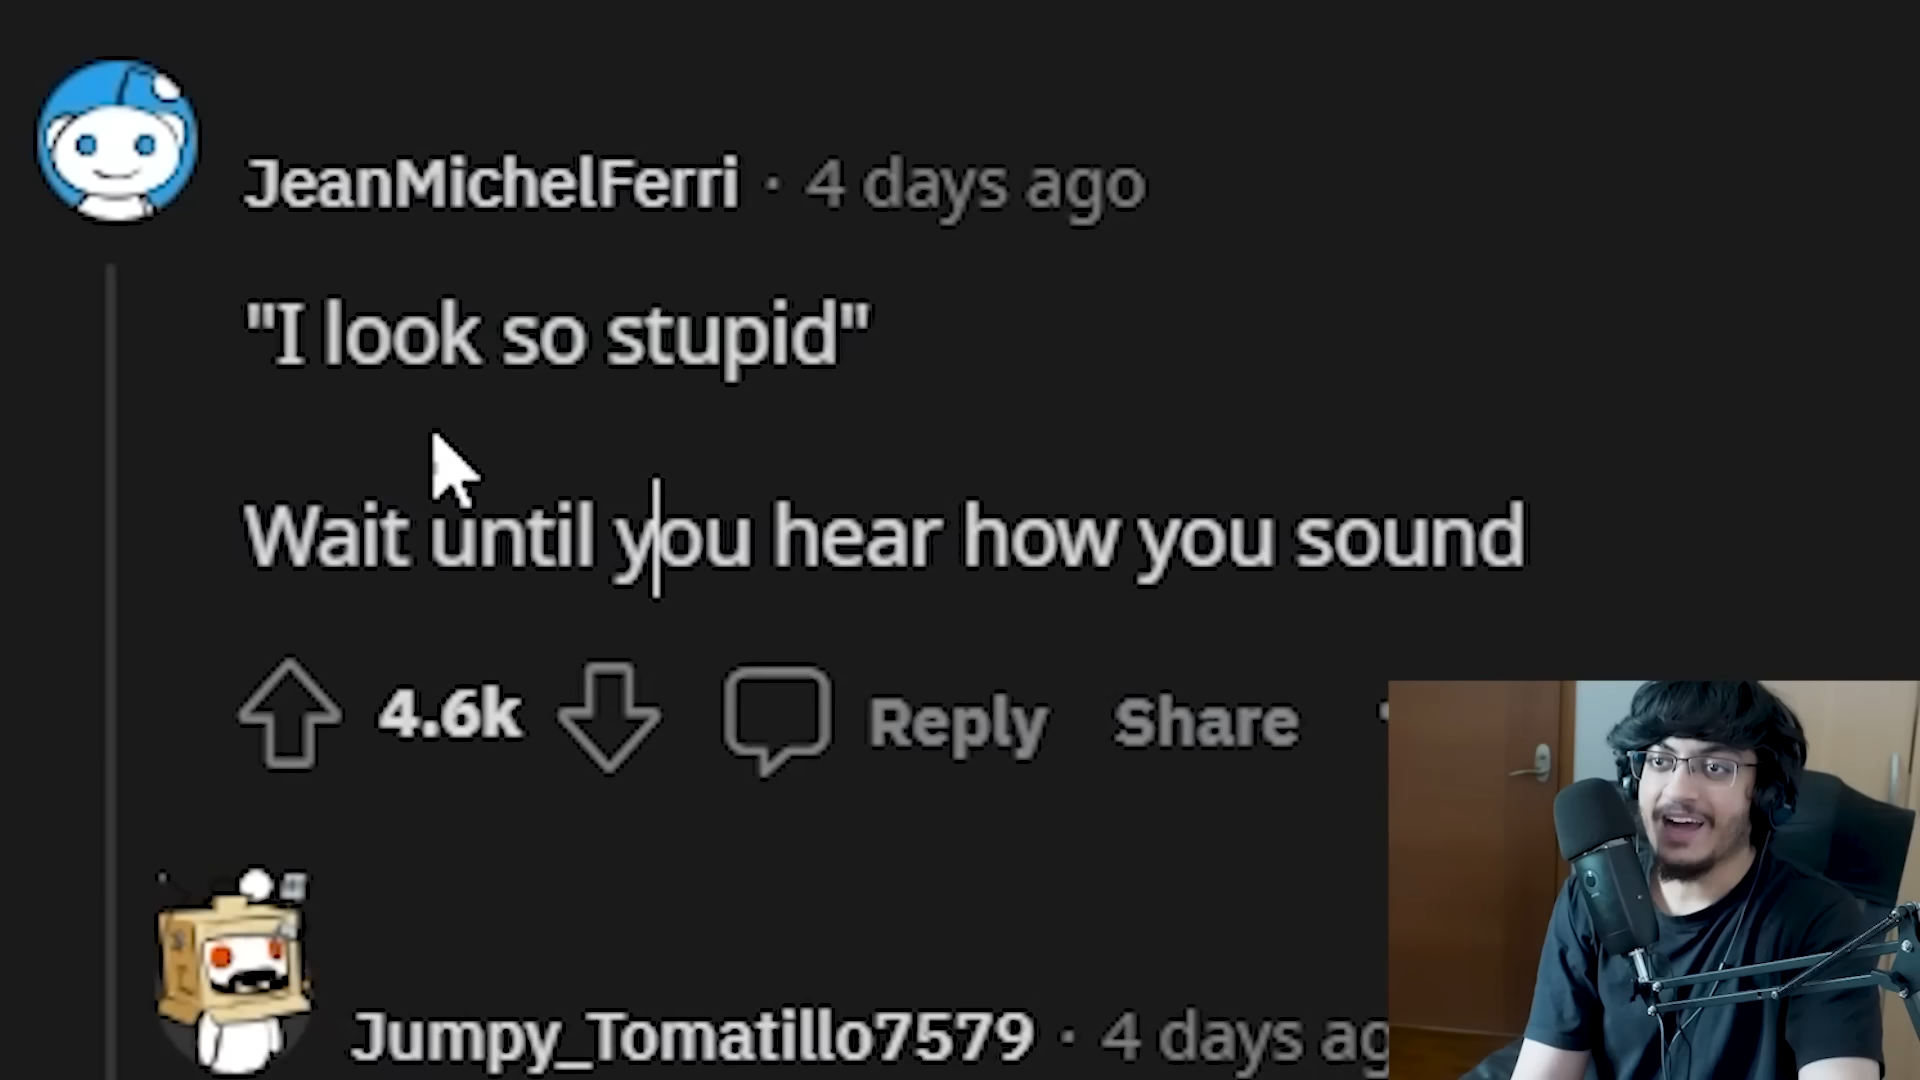 JeanMichelFerri · 4 days ago
"I look so stupid"
Wait until you hear how you sound
4.6k Reply Share
Jumpy_Tomatillo7579 · 4 days ag